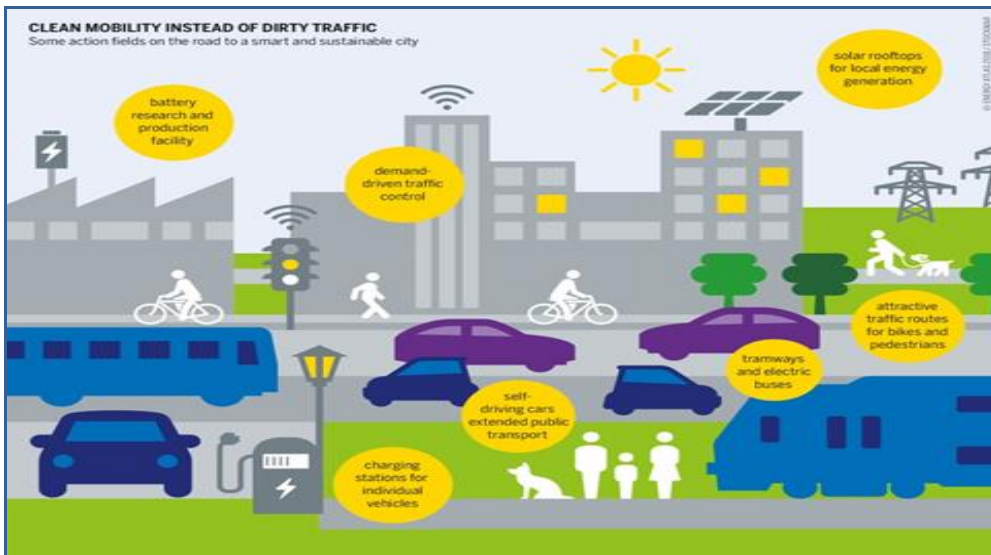 CLEAN MOBILITY INSTEAD OF DIRTY TRAFFIC
Some action fields on the road to a smart and sustainable city
solar rooftops
for local energy
generation
battery
research and
production
facility
demand-
driven traffic
control
attractive
traffic routes
for bikes and
pedestrians
tramways
and electric
buses
self-
driving cars
extended public
transport
charging
stations for
individual
vehicles